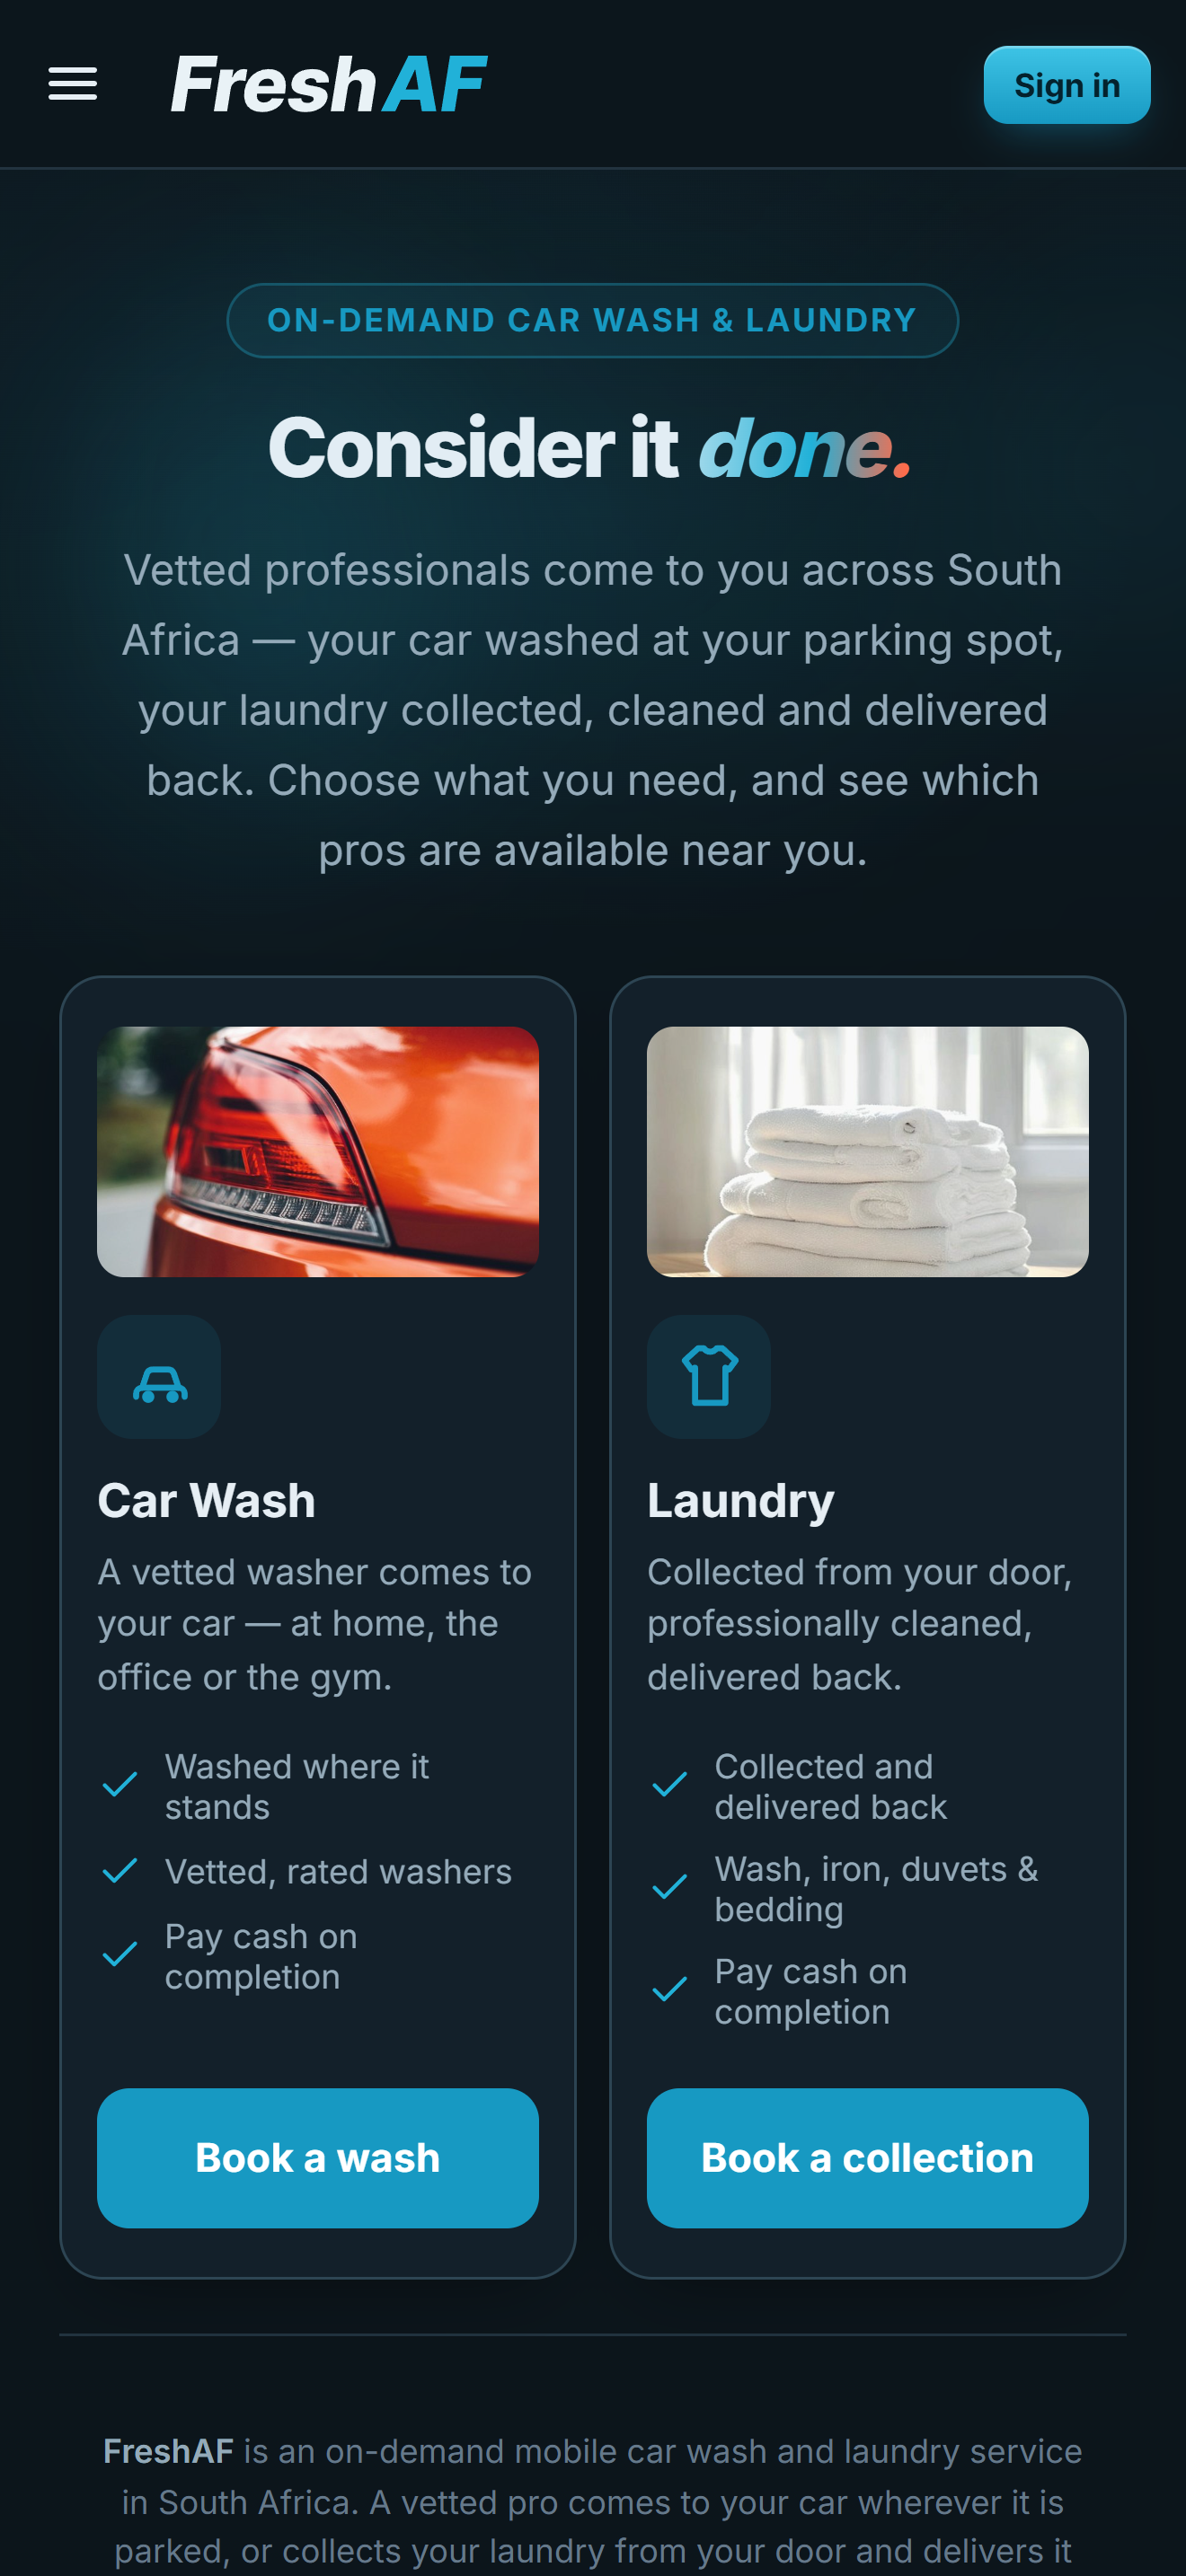 FreshAF
Sign in
ON-DEMAND CAR WASH & LAUNDRY
Consider it done.
Vetted professionals come to you across South
Africa — your car washed at your parking spot,
your laundry collected, cleaned and delivered
back. Choose what you need, and see which
pros are available near you.
Car Wash
A vetted washer comes to
your car — at home, the
office or the gym.
Washed where it
stands
Vetted, rated washers
Pay cash on
completion
Book a wash
Laundry
Collected from your door,
professionally cleaned,
delivered back.
Collected and
delivered back
Wash, iron, duvets &
bedding
Pay cash on
completion
Book a collection
FreshAF is an on-demand mobile car wash and laundry service
in South Africa. A vetted pro comes to your car wherever it is
parked, or collects your laundry from your door and delivers it